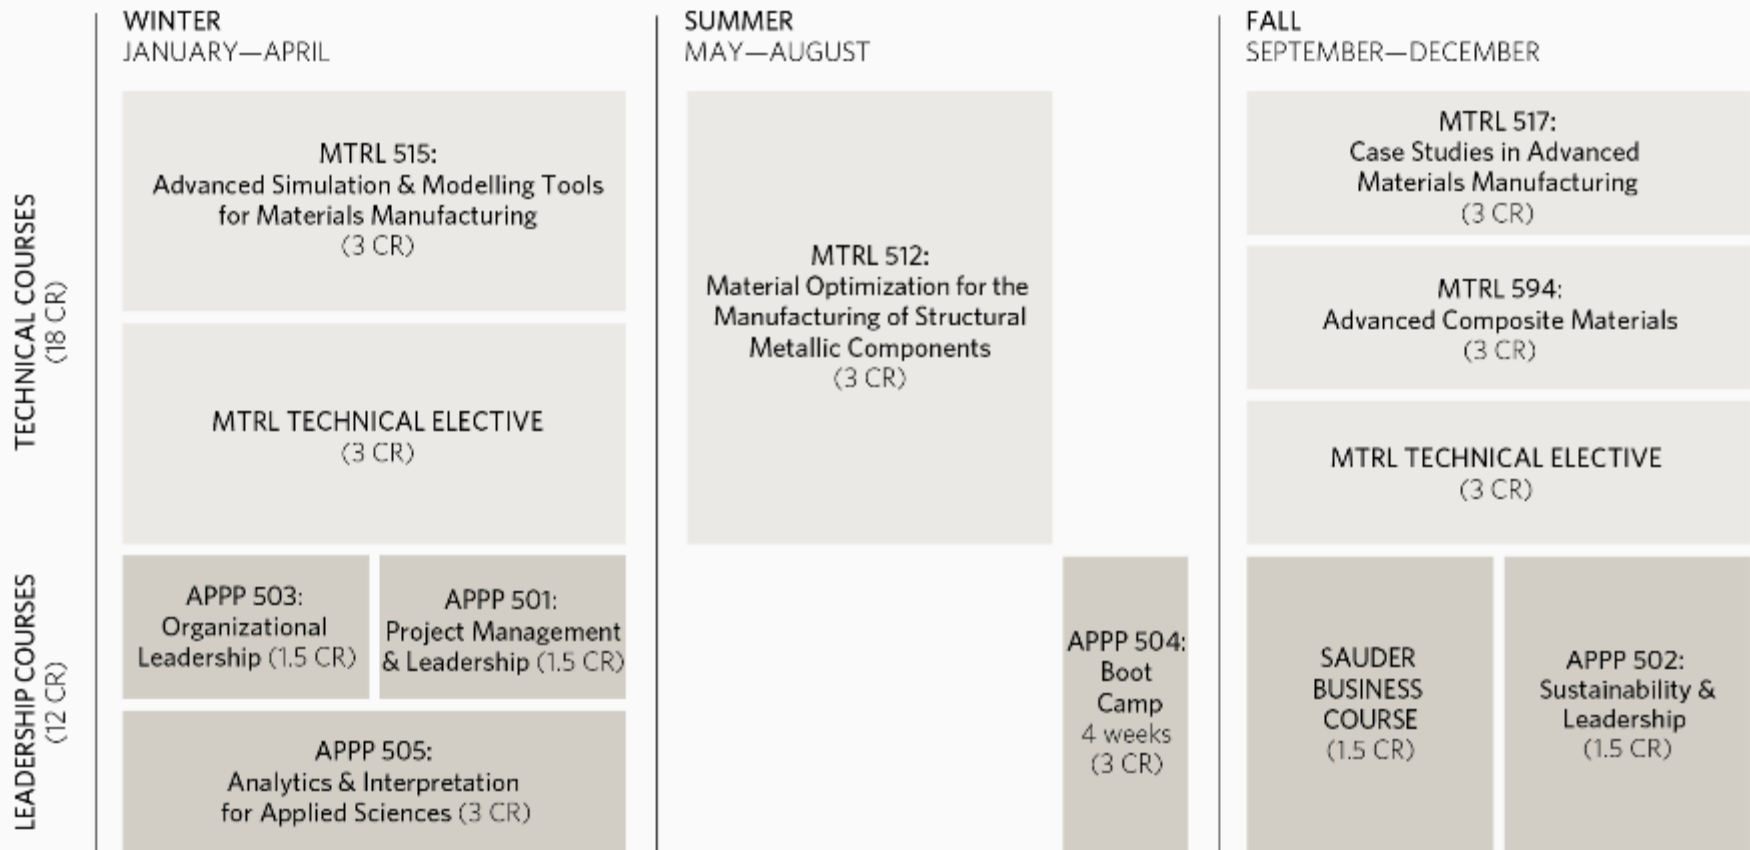 WINTER
JANUARY—APRIL
SUMMER
MAY—AUGUST
FALL
SEPTEMBER—DECEMBER
TECHNICAL COURSES
(18 CR)
MTRL 515:
Advanced Simulation & Modelling Tools
for Materials Manufacturing
(3 CR)
MTRL TECHNICAL ELECTIVE
(3 CR)
MTRL 512:
Material Optimization for the
Manufacturing of Structural
Metallic Components
(3 CR)
MTRL 517:
Case Studies in Advanced
Materials Manufacturing
(3 CR)
MTRL 594:
Advanced Composite Materials
(3 CR)
MTRL TECHNICAL ELECTIVE
(3 CR)
LEADERSHIP COURSES
(12 CR)
APPP 503:
Organizational
Leadership (1.5 CR)
APPP 501:
Project Management
& Leadership (1.5 CR)
APPP 505:
Analytics & Interpretation
for Applied Sciences (3 CR)
APPP 504:
Boot
Camp
4 weeks
(3 CR)
SAUDER
BUSINESS
COURSE
(1.5 CR)
APPP 502:
Sustainability &
Leadership
(1.5 CR)